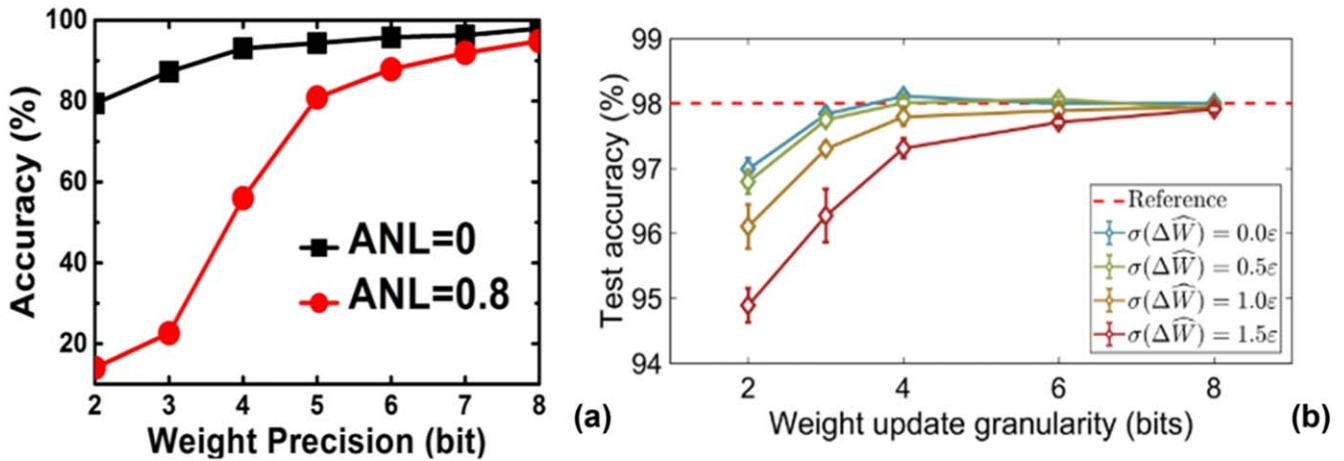 100
80
60
40
20
Accuracy (%)
ANL=0
ANL=0.8
2 3 4 5 6 7 8
Weight Precision (bit)
(a)
99
98
97
96
95
94
Test accuracy (%)
Reference
σ(ΔŴ) = 0.0ε
σ(ΔŴ) = 0.5ε
σ(ΔŴ) = 1.0ε
σ(ΔŴ) = 1.5ε
2 4 6 8
Weight update granularity (bits)
(b)